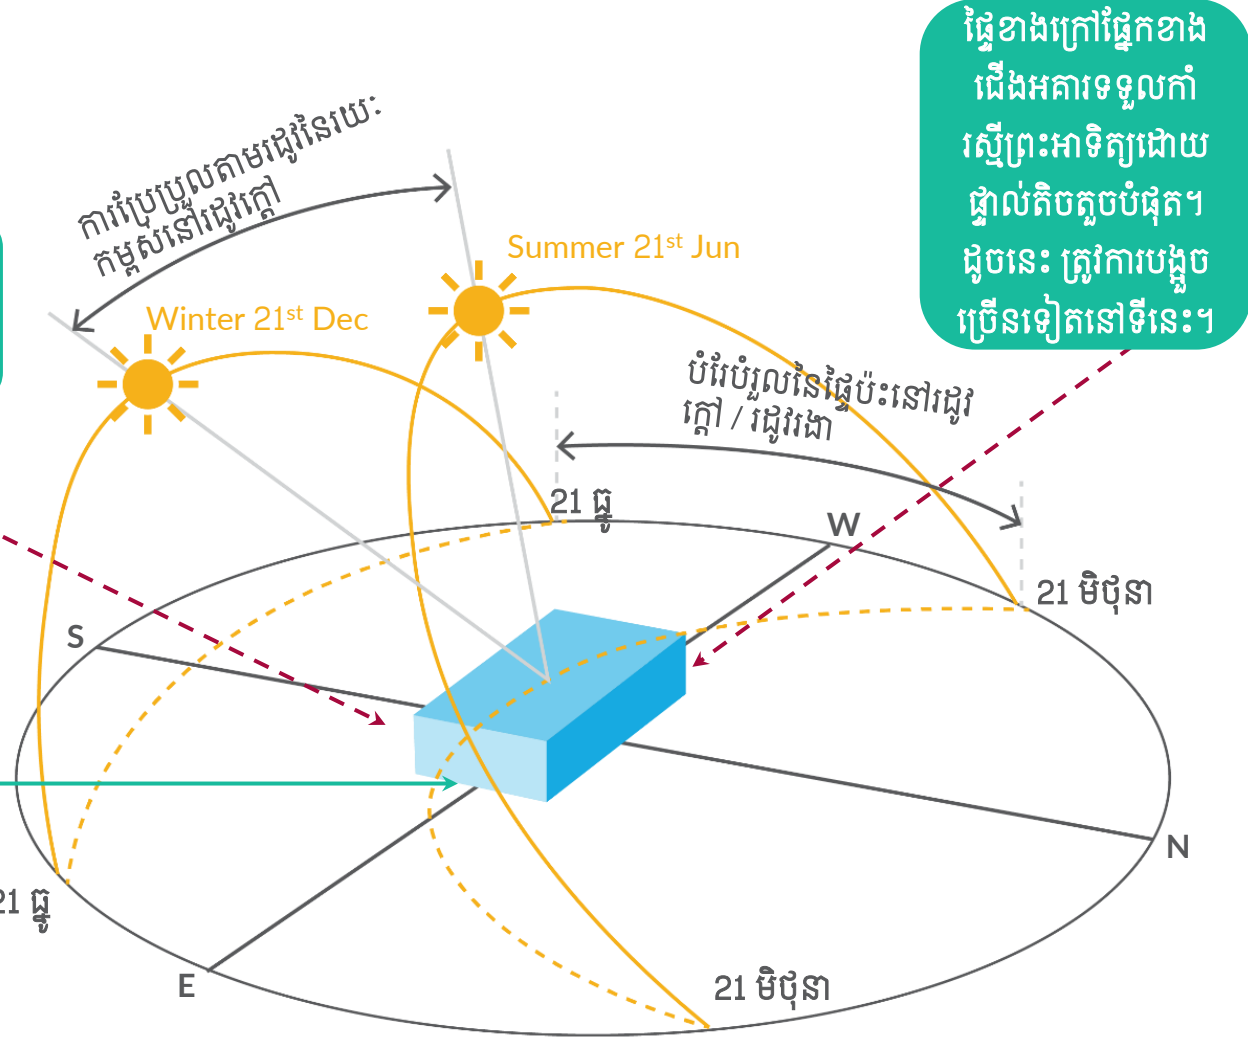 ផ្ទៃខាងក្រៅផ្នែកខាង
ជើងអគារទទួលកាំ
រស្មីព្រះអាទិត្យដោយ
ផ្ទាល់តិចតួចបំផុត។
ដូចនេះ ត្រូវការបង្អួច
ច្រើនទៀតនៅទីនេះ។
ការប្រែប្រួលតាមរដូវនៃរយៈ
កម្ពស់នៅរដូវក្តៅ
Summer 21st Jun
Winter 21st Dec
បំរែបំរួលនៃផ្ទៃប៉ះនៅរដូវ
ក្តៅ / រដូវរងា
21 ធ្នូ
W
21 មិថុនា
S
N
21 ធ្នូ
E
21 មិថុនា